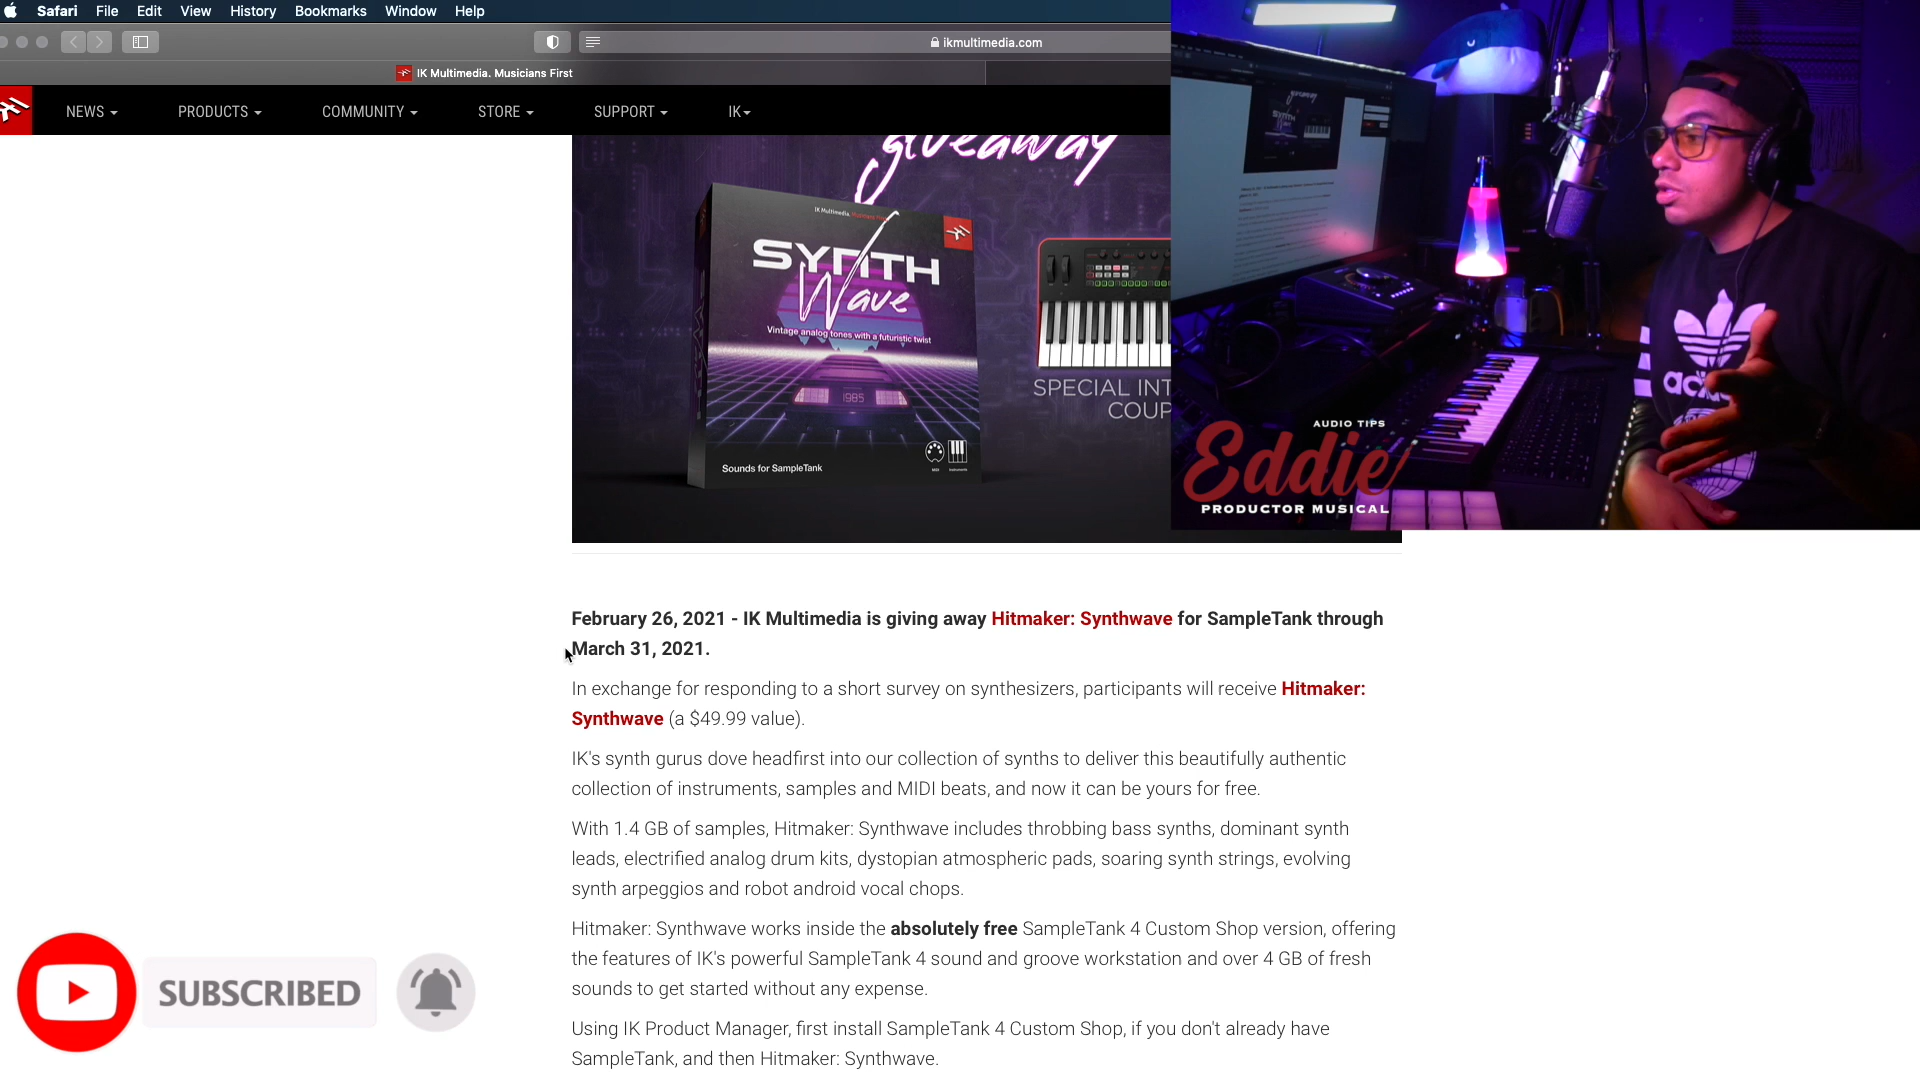 Safari File Edit View History Bookmarks Window Help
ikmultimedia.com
IK Multimedia. Musicians First
NEWS PRODUCTS COMMUNITY STORE SUPPORT IK
giveaway
IK Multimedia. Musicians First
SYNTH
Wave
Vintage analog tones with a futuristic twist
1985
Sounds for SampleTank
MIDI Instruments
SPECIAL INT
COUP
adidas
AUDIO TIPS
Eddie
PRODUCTOR MUSICAL
February 26, 2021 - IK Multimedia is giving away Hitmaker: Synthwave for SampleTank through
March 31, 2021.
In exchange for responding to a short survey on synthesizers, participants will receive Hitmaker:
Synthwave (a $49.99 value).
IK's synth gurus dove headfirst into our collection of synths to deliver this beautifully authentic
collection of instruments, samples and MIDI beats, and now it can be yours for free.
With 1.4 GB of samples, Hitmaker: Synthwave includes throbbing bass synths, dominant synth
leads, electrified analog drum kits, dystopian atmospheric pads, soaring synth strings, evolving
synth arpeggios and robot android vocal chops.
Hitmaker: Synthwave works inside the absolutely free SampleTank 4 Custom Shop version, offering
the features of IK's powerful SampleTank 4 sound and groove workstation and over 4 GB of fresh
sounds to get started without any expense.
Using IK Product Manager, first install SampleTank 4 Custom Shop, if you don't already have
SampleTank, and then Hitmaker: Synthwave.
SUBSCRIBED